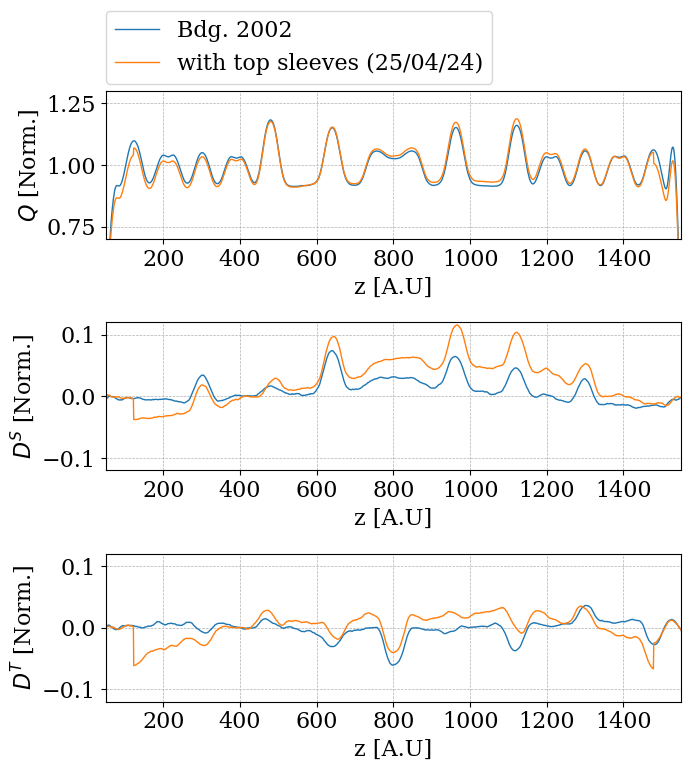 Bdg. 2002
with top sleeves (25/04/24)
1.25
1.00
0.75
Q [Norm.]
200 400 600 800 1000 1200 1400
z [A.U]
0.1
0.0
−0.1
D^S [Norm.]
200 400 600 800 1000 1200 1400
z [A.U]
0.1
0.0
−0.1
D^T [Norm.]
200 400 600 800 1000 1200 1400
z [A.U]